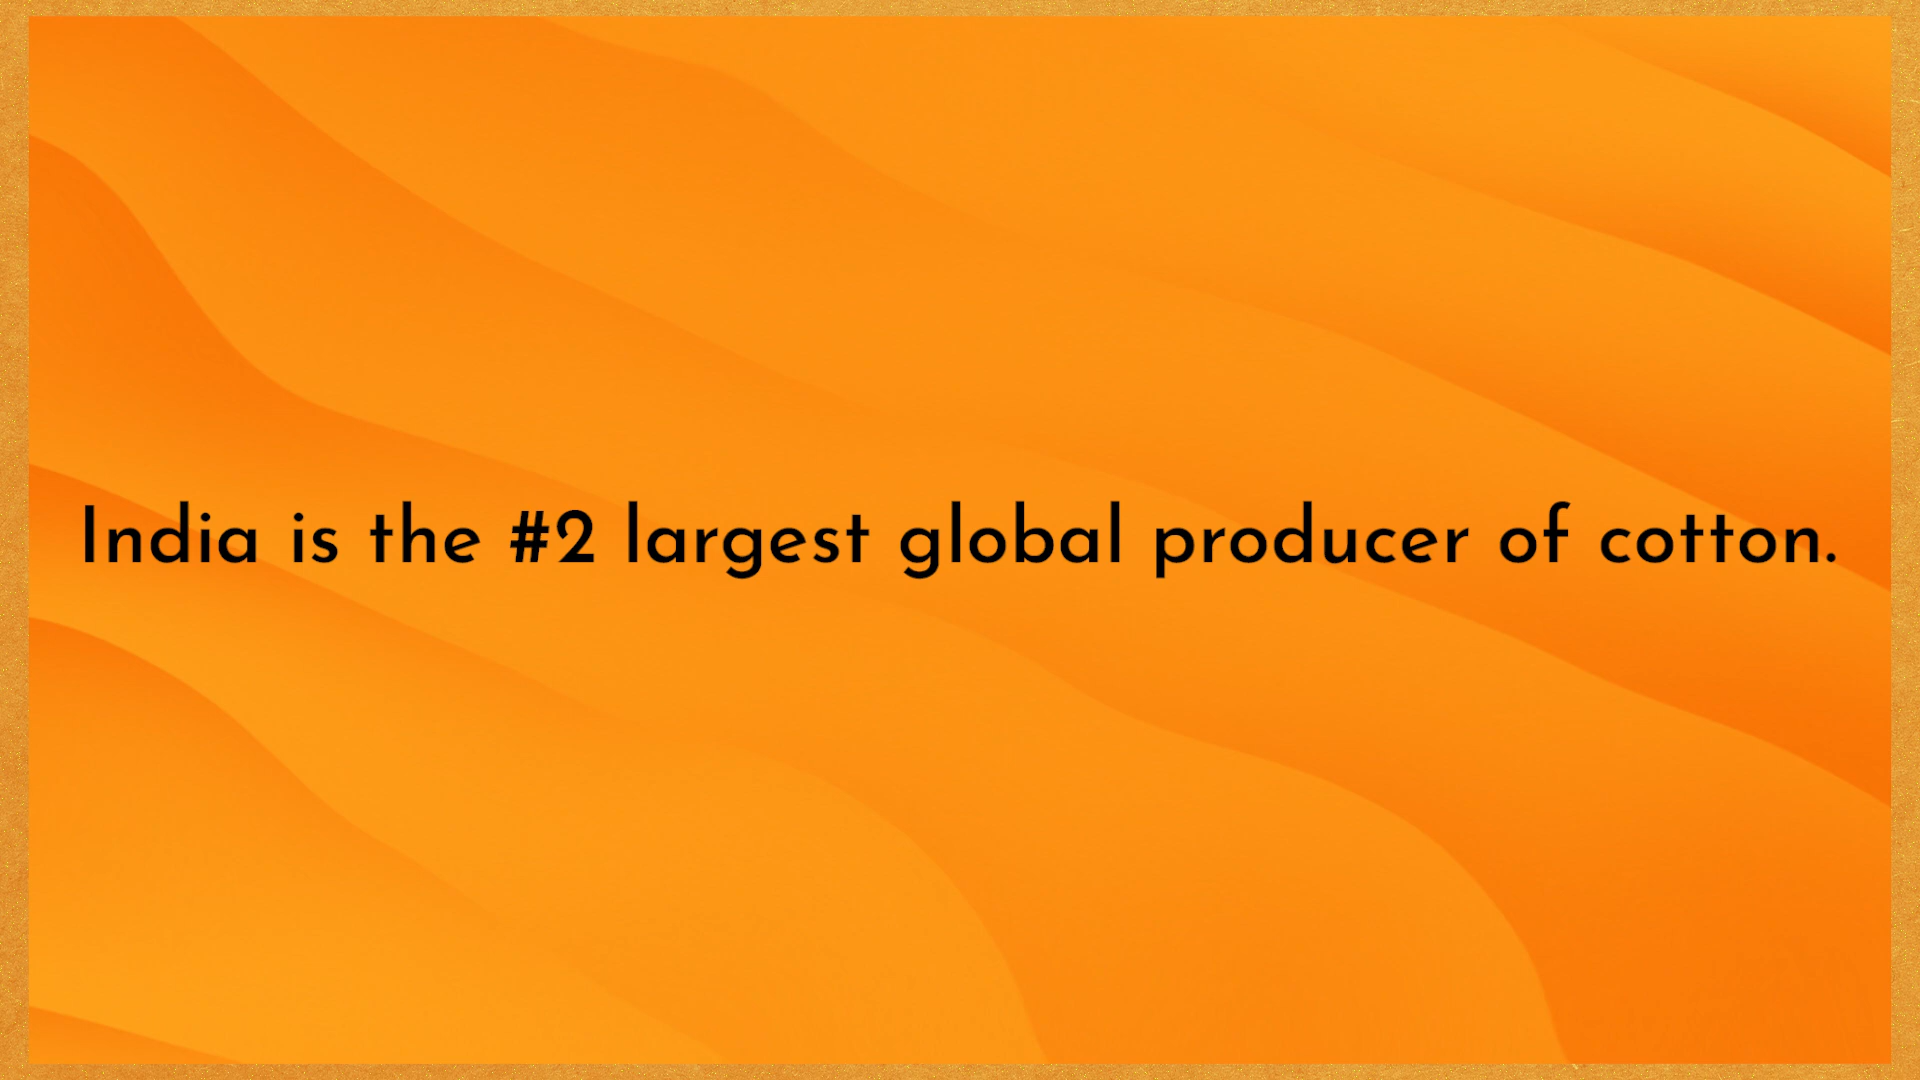 India is the #2 largest global producer of cotton.